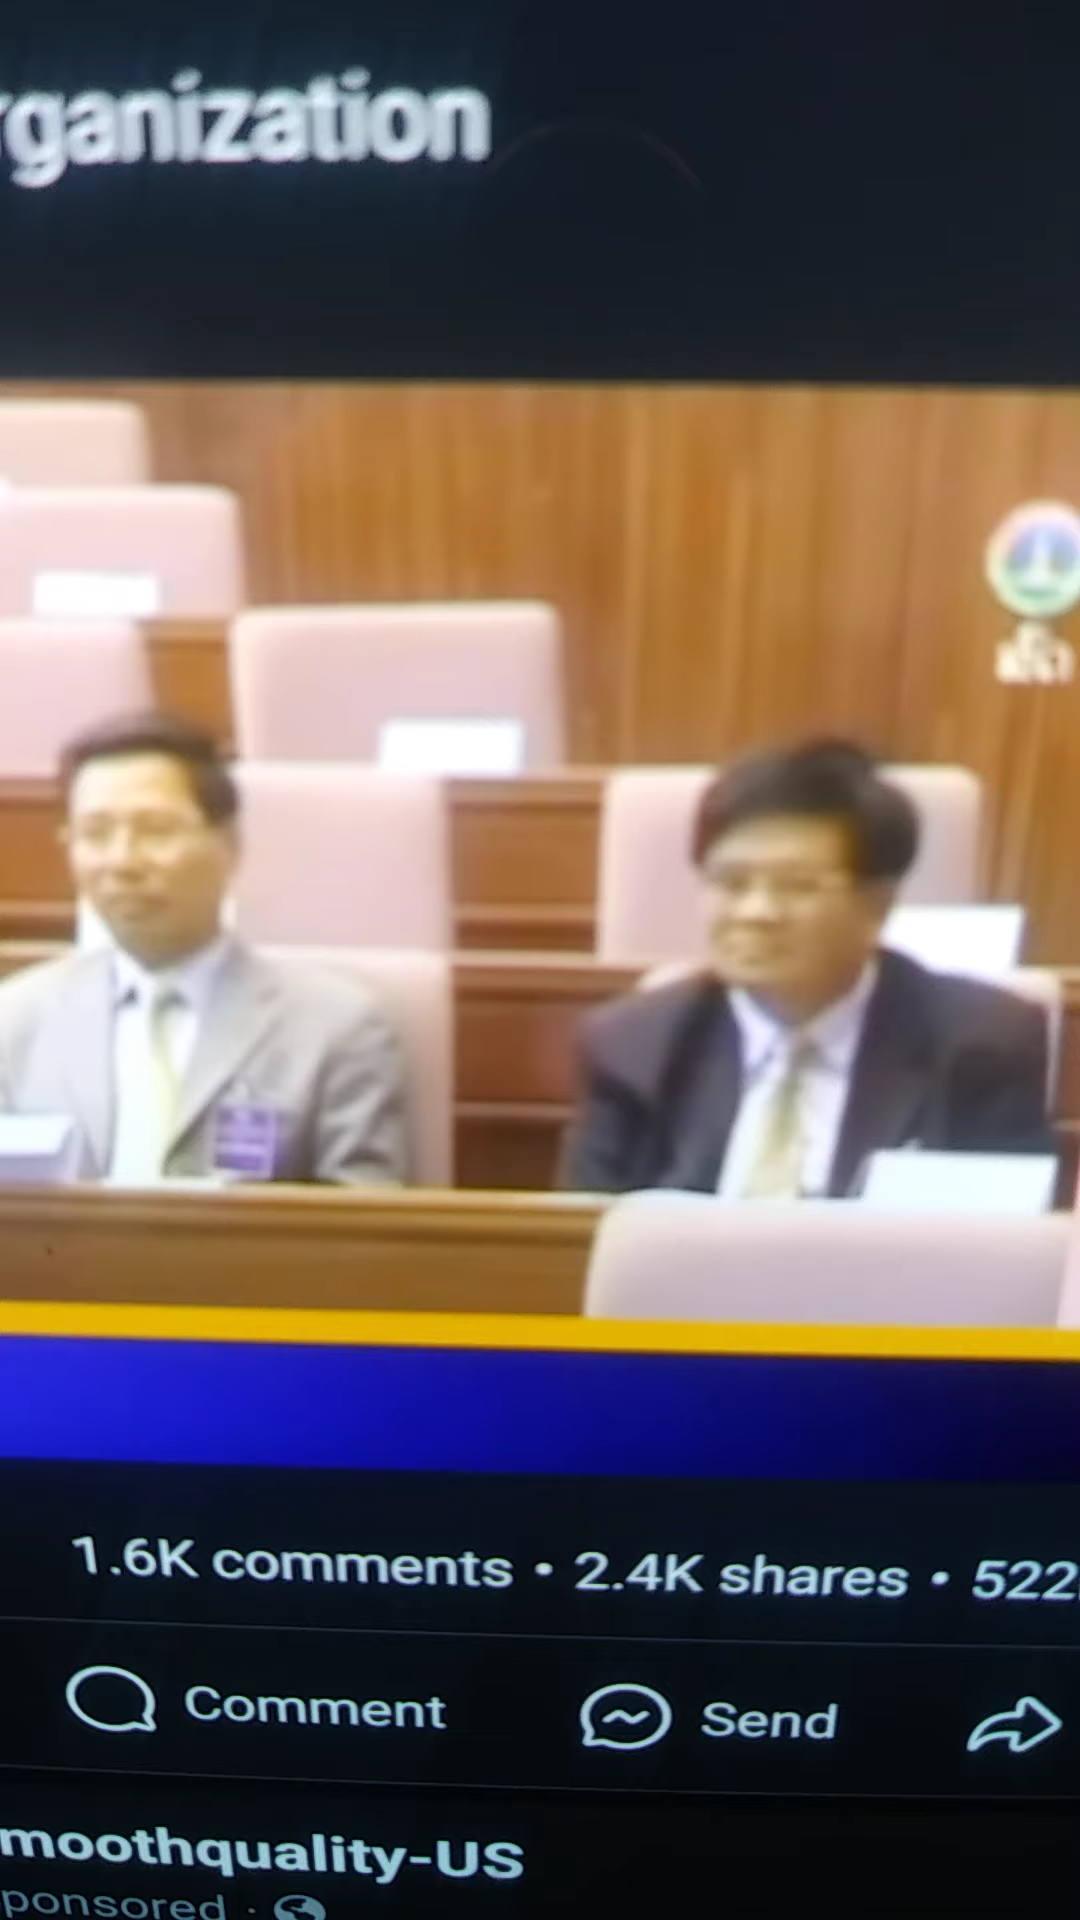 rganization
1.6K comments • 2.4K shares • 522
Comment
Send
moothquality-US
ponsored ·